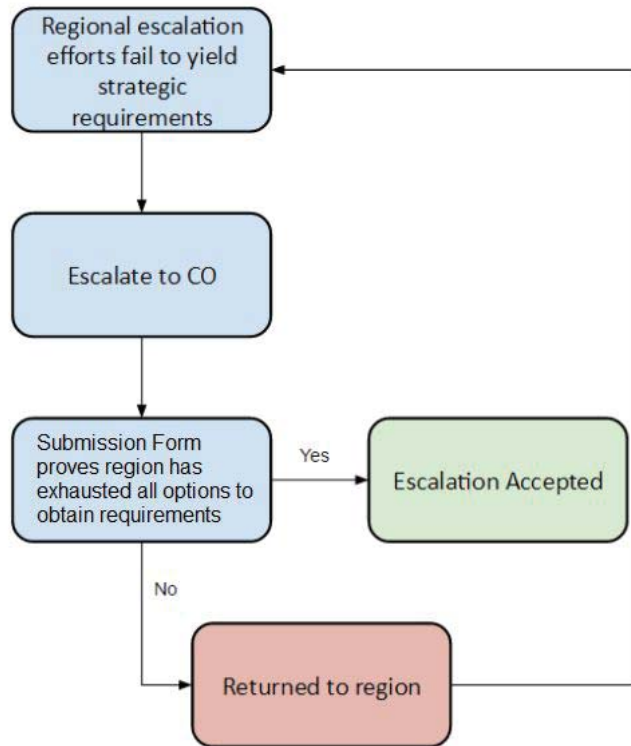 Regional escalation
efforts fail to yield
strategic
requirements
Escalate to CO
Submission Form
proves region has
exhausted all options to
obtain requirements
Yes
Escalation Accepted
No
Returned to region